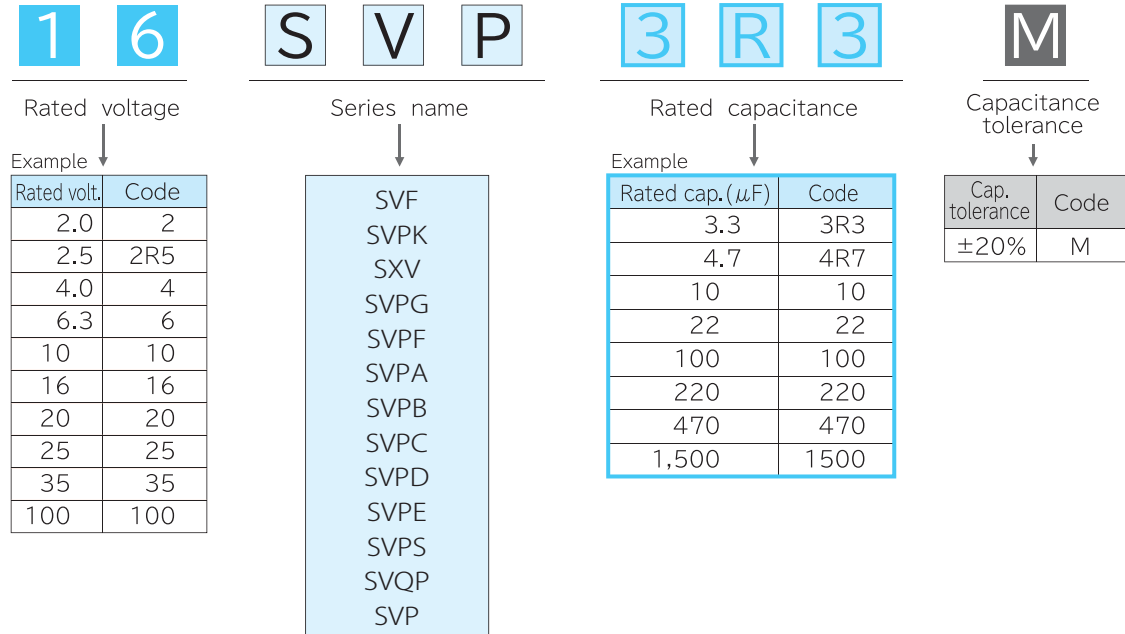 1 6 S V P 3 R 3 M
Rated voltage
Series name
Rated capacitance
Capacitance
tolerance
Example
Rated volt. Code
2.0 2
2.5 2R5
4.0 4
6.3 6
10 10
16 16
20 20
25 25
35 35
100 100
SVF
SVPK
SXV
SVPG
SVPF
SVPA
SVPB
SVPC
SVPD
SVPE
SVPS
SVQP
SVP
Example
Rated cap.(μF) Code
3.3 3R3
4.7 4R7
10 10
22 22
100 100
220 220
470 470
1,500 1500
Cap.
tolerance Code
±20% M